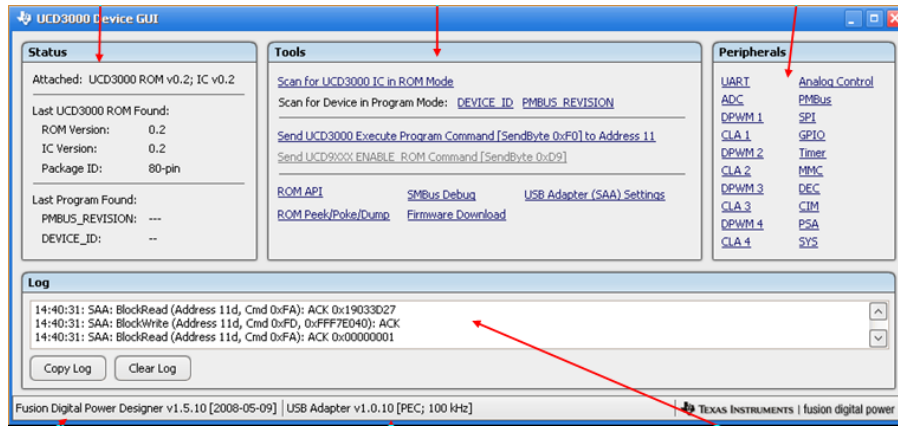 UCD3000 Device GUI
Status
Attached: UCD3000 ROM v0.2; IC v0.2
Last UCD3000 ROM Found:
ROM Version: 0.2
IC Version: 0.2
Package ID: 80-pin
Last Program Found:
PMBUS_REVISION: ---
DEVICE_ID: --
Tools
Scan for UCD3000 IC in ROM Mode
Scan for Device in Program Mode: DEVICE_ID PMBUS_REVISION
Send UCD3000 Execute Program Command [SendByte 0xF0] to Address 11
Send UCD9XXX ENABLE_ROM Command [SendByte 0xD9]
ROM API SMBus Debug USB Adapter (SAA) Settings
ROM Peek/Poke/Dump Firmware Download
Peripherals
UART Analog Control
ADC PMBus
DPWM 1 SPI
CLA 1 GPIO
DPWM 2 Timer
CLA 2 MMC
DPWM 3 DEC
CLA 3 CIM
DPWM 4 PSA
CLA 4 SYS
Log
14:40:31: SAA: BlockRead (Address 11d, Cmd 0xFA): ACK 0x19033D27
14:40:31: SAA: BlockWrite (Address 11d, Cmd 0xFD, 0xFFF7E040): ACK
14:40:31: SAA: BlockRead (Address 11d, Cmd 0xFA): ACK 0x00000001
Copy Log Clear Log
Fusion Digital Power Designer v1.5.10 [2008-05-09] USB Adapter v1.0.10 [PEC; 100 kHz] TEXAS INSTRUMENTS | fusion digital power